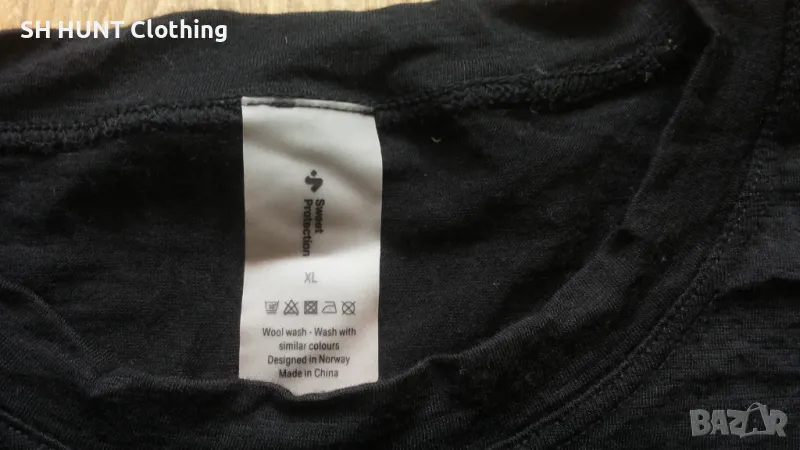 SH HUNT Clothing
Sweet
Protection
XL
Wool wash - Wash with
similar colours
Designed in Norway
Made in China
BAZAR